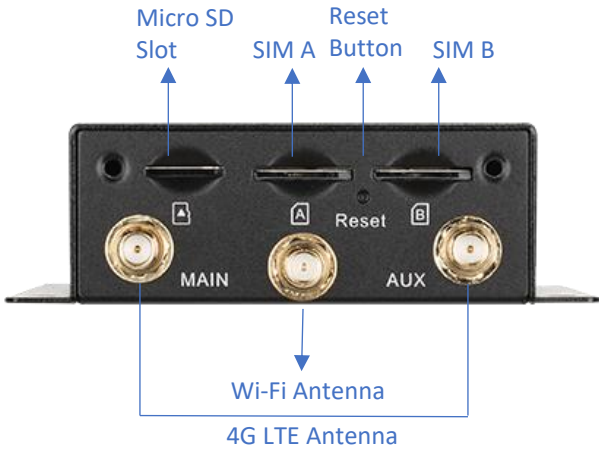 Micro SD
Slot
SIM A
Reset
Button
SIM B
A
Reset
B
MAIN
AUX
Wi-Fi Antenna
4G LTE Antenna